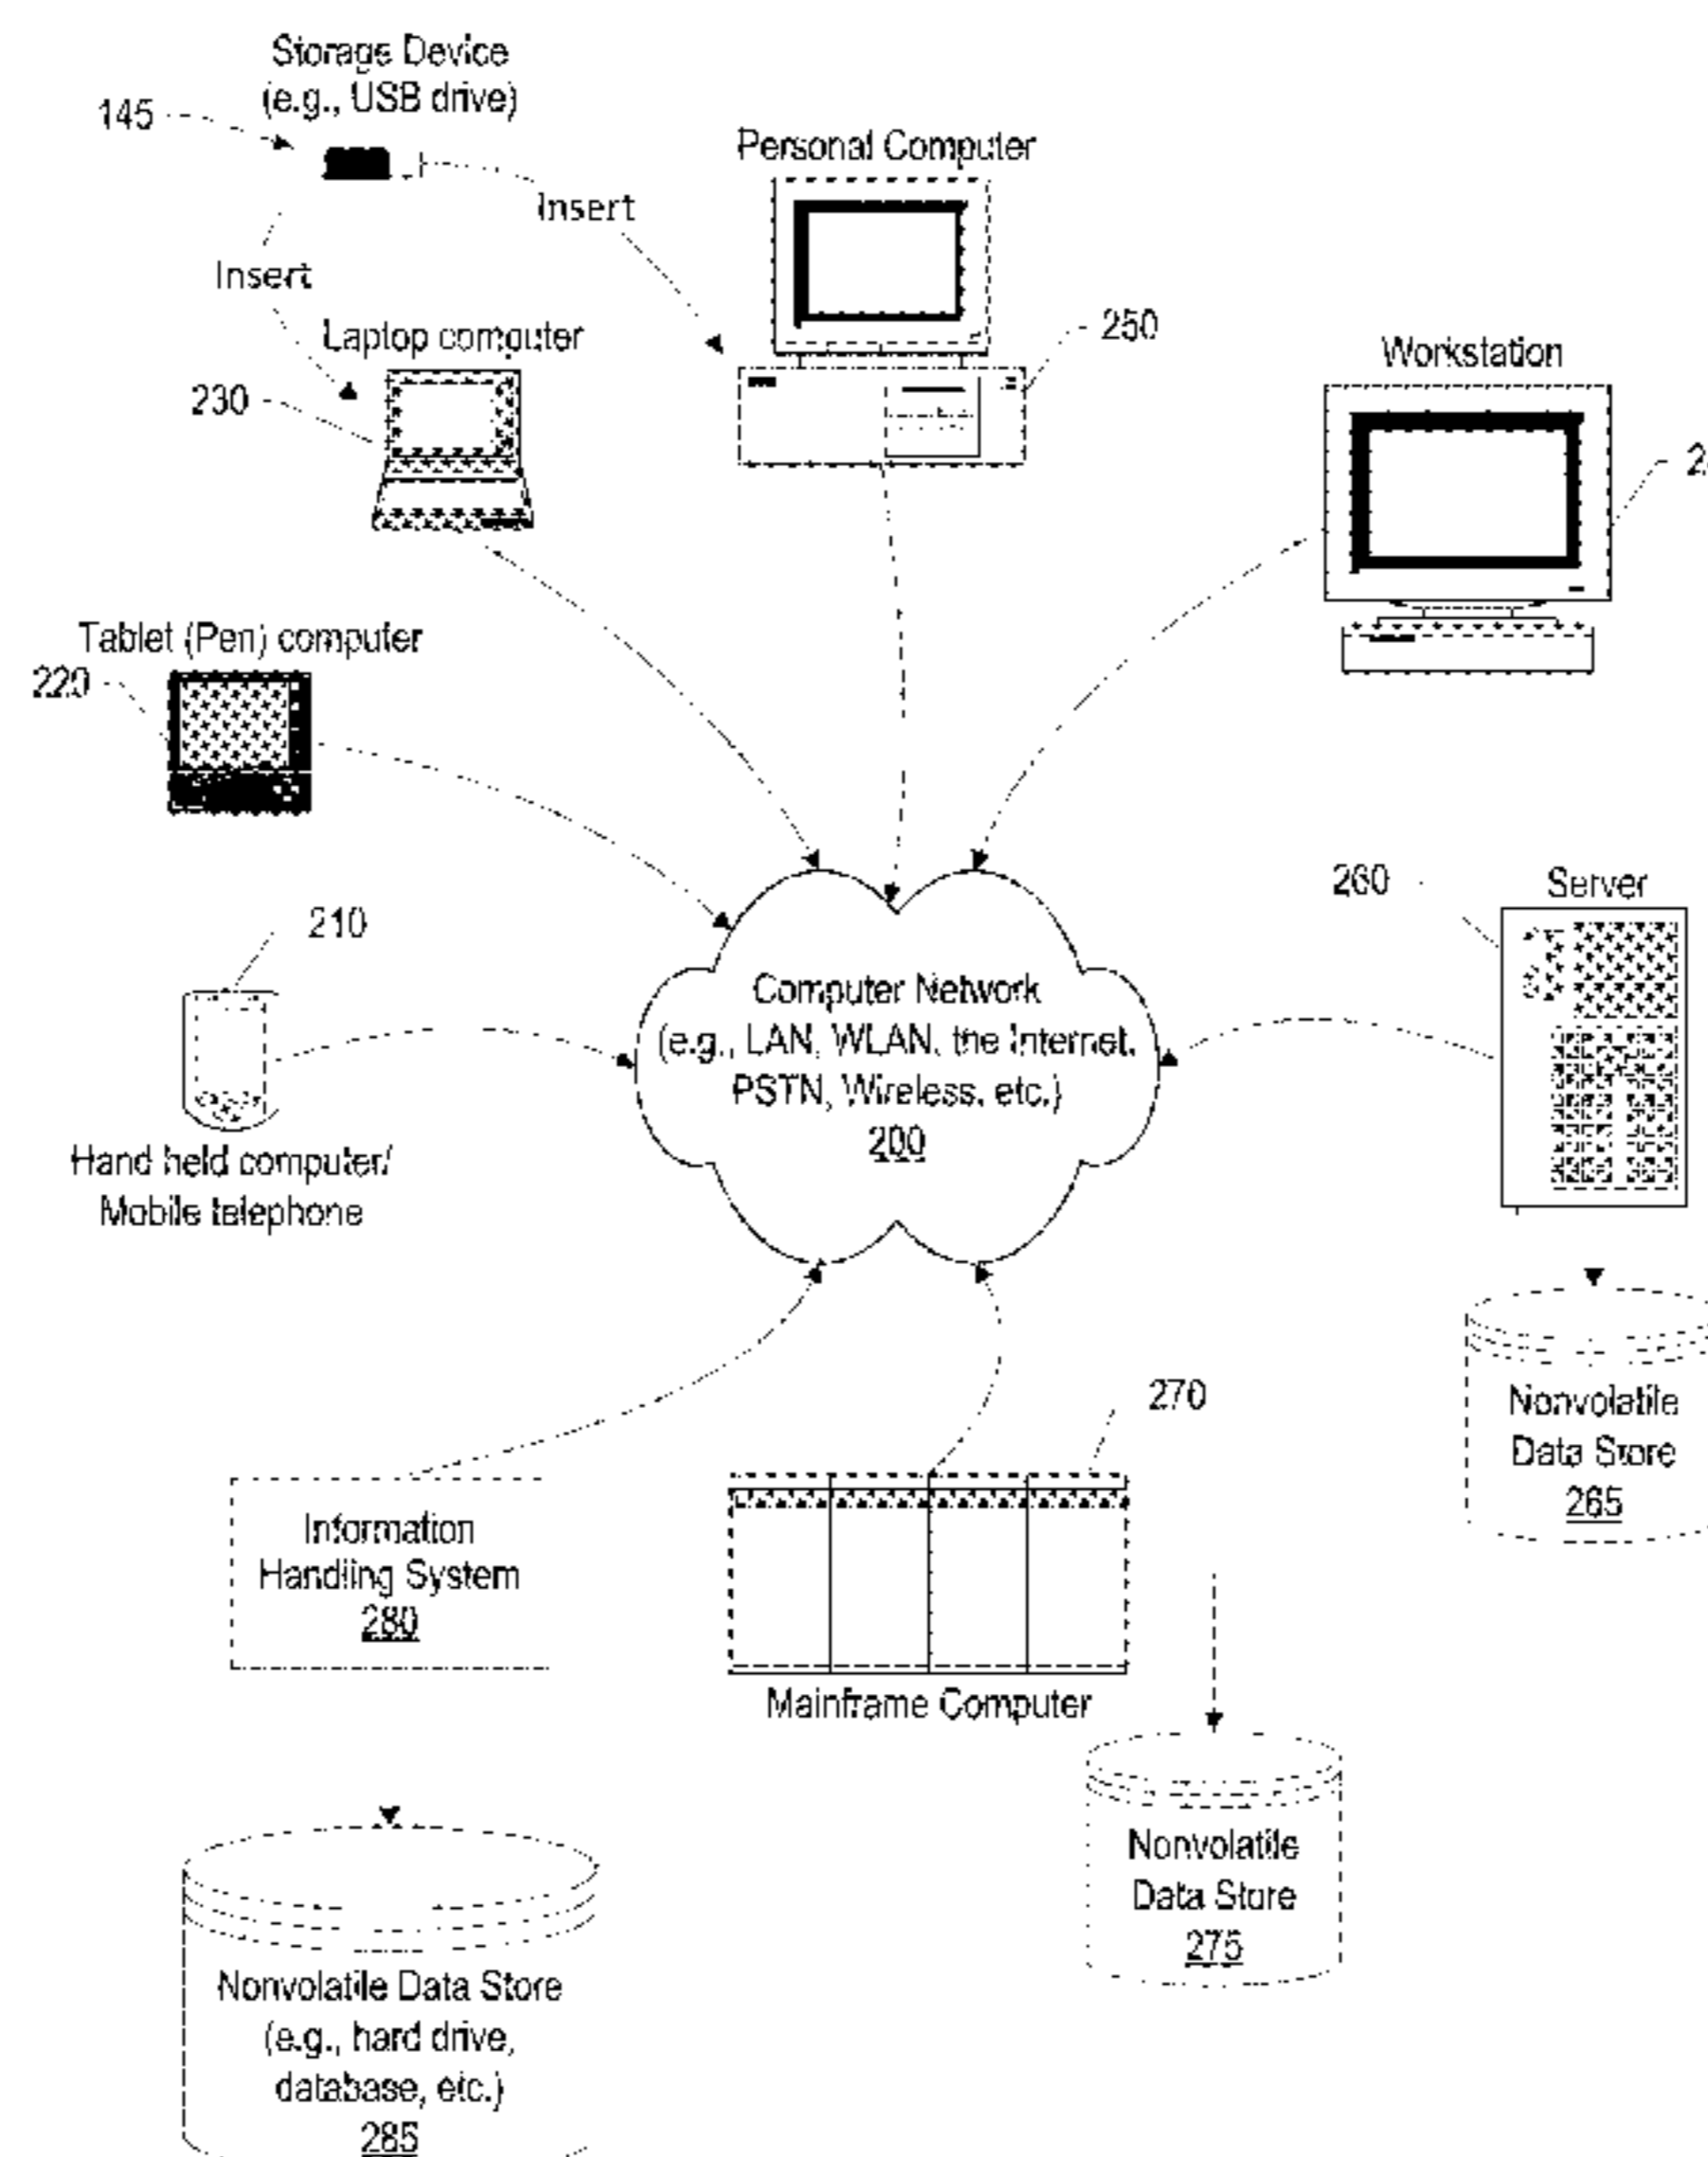 Storage Device
(e.g., USB drive)
145
Personal Computer
Insert
Insert
Laptop computer
250
Workstation
230
Tablet (Pen) computer
220
260
Server
210
Computer Network
(e.g., LAN, WLAN, the Internet,
PSTN, Wireless, etc.)
200
Hand held computer/
Mobile telephone
270
Nonvolatile
Data Store
265
Information
Handling System
280
Mainframe Computer
Nonvolatile
Data Store
275
Nonvolatile Data Store
(e.g., hard drive,
database, etc.)
285